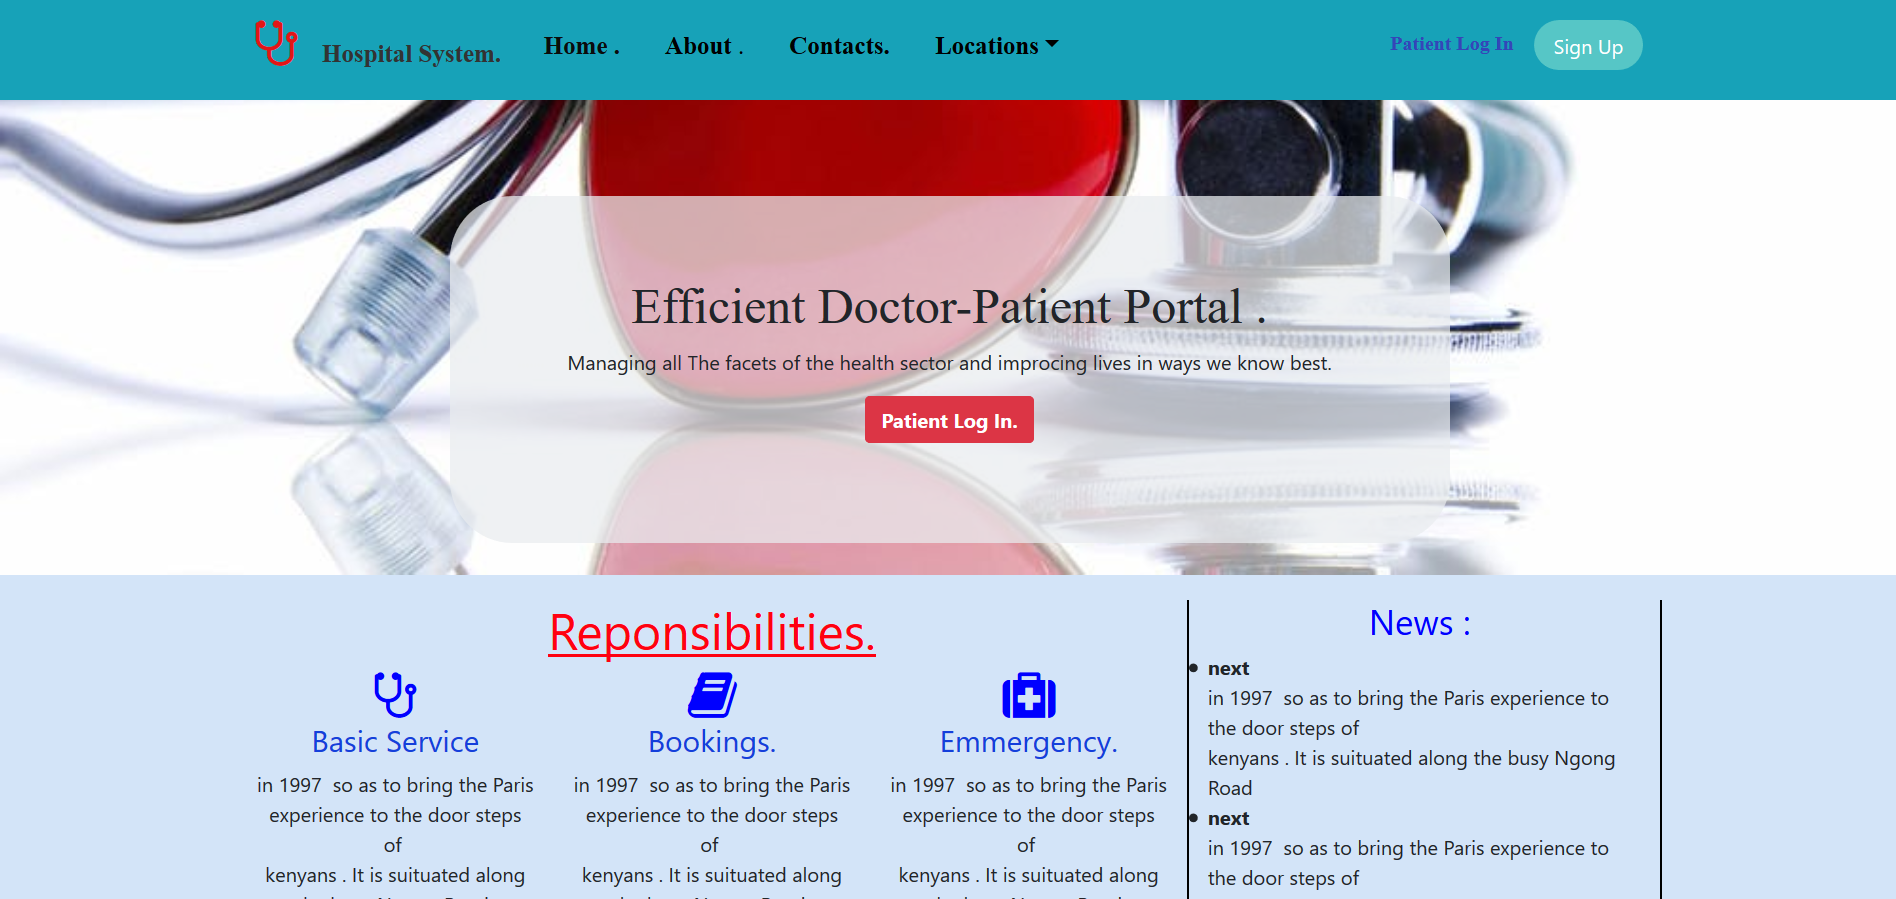 Hospital System.
Home .
About .
Contacts.
Locations
Patient Log In
Sign Up
Efficient Doctor-Patient Portal .
Managing all The facets of the health sector and improcing lives in ways we know best.
Patient Log In.
Reponsibilities.
Basic Service
in 1997 so as to bring the Paris
experience to the door steps
of
kenyans . It is suituated along
Bookings.
in 1997 so as to bring the Paris
experience to the door steps
of
kenyans . It is suituated along
Emmergency.
in 1997 so as to bring the Paris
experience to the door steps
of
kenyans . It is suituated along
News :
next
in 1997 so as to bring the Paris experience to
the door steps of
kenyans . It is suituated along the busy Ngong
Road
next
in 1997 so as to bring the Paris experience to
the door steps of